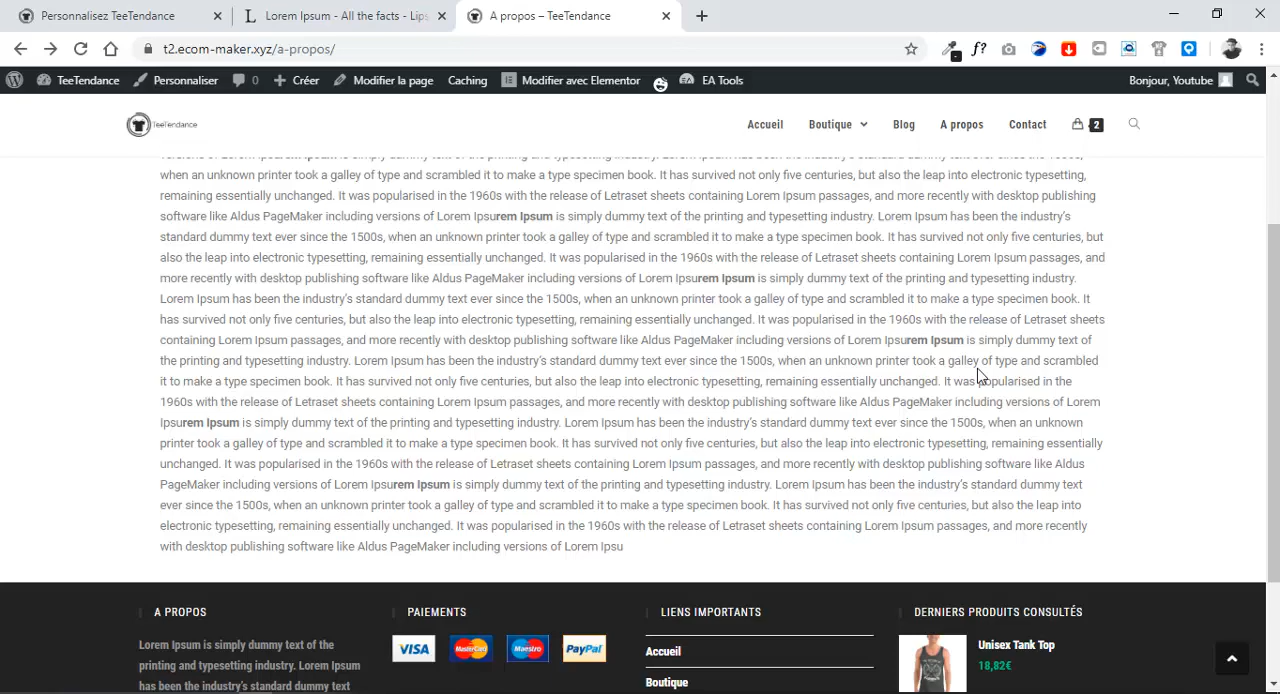 Personnalisez TeeTendance
Lorem Ipsum - All the facts - Lips
A propos – TeeTendance
t2.ecom-maker.xyz/a-propos/
TeeTendance Personnaliser 0 Créer Modifier la page Caching Modifier avec Elementor EA Tools Bonjour, Youtube
TeeTendance Accueil Boutique Blog A propos Contact 2
when an unknown printer took a galley of type and scrambled it to make a type specimen book. It has survived not only five centuries, but also the leap into electronic typesetting,
remaining essentially unchanged. It was popularised in the 1960s with the release of Letraset sheets containing Lorem Ipsum passages, and more recently with desktop publishing
software like Aldus PageMaker including versions of Lorem Ipsurem Ipsum is simply dummy text of the printing and typesetting industry. Lorem Ipsum has been the industry's
standard dummy text ever since the 1500s, when an unknown printer took a galley of type and scrambled it to make a type specimen book. It has survived not only five centuries, but
also the leap into electronic typesetting, remaining essentially unchanged. It was popularised in the 1960s with the release of Letraset sheets containing Lorem Ipsum passages, and
more recently with desktop publishing software like Aldus PageMaker including versions of Lorem Ipsurem Ipsum is simply dummy text of the printing and typesetting industry.
Lorem Ipsum has been the industry's standard dummy text ever since the 1500s, when an unknown printer took a galley of type and scrambled it to make a type specimen book. It
has survived not only five centuries, but also the leap into electronic typesetting, remaining essentially unchanged. It was popularised in the 1960s with the release of Letraset sheets
containing Lorem Ipsum passages, and more recently with desktop publishing software like Aldus PageMaker including versions of Lorem Ipsurem Ipsum is simply dummy text of
the printing and typesetting industry. Lorem Ipsum has been the industry's standard dummy text ever since the 1500s, when an unknown printer took a galley of type and scrambled
it to make a type specimen book. It has survived not only five centuries, but also the leap into electronic typesetting, remaining essentially unchanged. It was popularised in the
1960s with the release of Letraset sheets containing Lorem Ipsum passages, and more recently with desktop publishing software like Aldus PageMaker including versions of Lorem
Ipsurem Ipsum is simply dummy text of the printing and typesetting industry. Lorem Ipsum has been the industry's standard dummy text ever since the 1500s, when an unknown
printer took a galley of type and scrambled it to make a type specimen book. It has survived not only five centuries, but also the leap into electronic typesetting, remaining essentially
unchanged. It was popularised in the 1960s with the release of Letraset sheets containing Lorem Ipsum passages, and more recently with desktop publishing software like Aldus
PageMaker including versions of Lorem Ipsurem Ipsum is simply dummy text of the printing and typesetting industry. Lorem Ipsum has been the industry's standard dummy text
ever since the 1500s, when an unknown printer took a galley of type and scrambled it to make a type specimen book. It has survived not only five centuries, but also the leap into
electronic typesetting, remaining essentially unchanged. It was popularised in the 1960s with the release of Letraset sheets containing Lorem Ipsum passages, and more recently
with desktop publishing software like Aldus PageMaker including versions of Lorem Ipsu
A PROPOS
Lorem Ipsum is simply dummy text of the
printing and typesetting industry. Lorem Ipsum
has been the industry's standard dummy text
PAIEMENTS
VISA MasterCard Maestro PayPal
LIENS IMPORTANTS
Accueil
Boutique
DERNIERS PRODUITS CONSULTÉS
Unisex Tank Top
18,82€